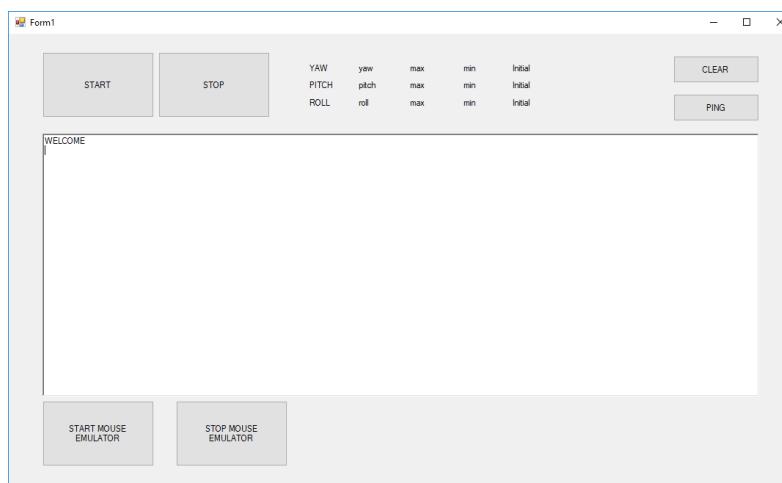 Form1
START STOP YAW yaw max min Initial CLEAR
PITCH pitch max min Initial
ROLL roll max min Initial PING
WELCOME
START MOUSE EMULATOR
STOP MOUSE EMULATOR